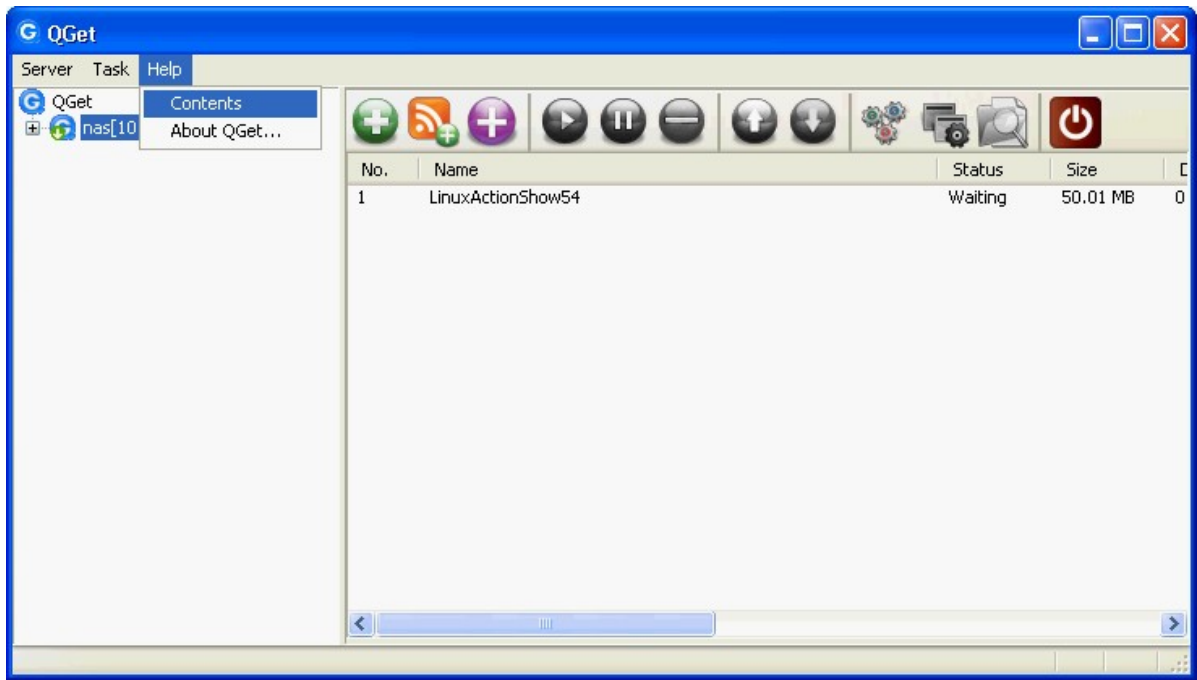 QGet
Server Task Help
QGet
nas[10
Contents
About QGet...
No. Name Status Size
1 LinuxActionShow54 Waiting 50.01 MB 0